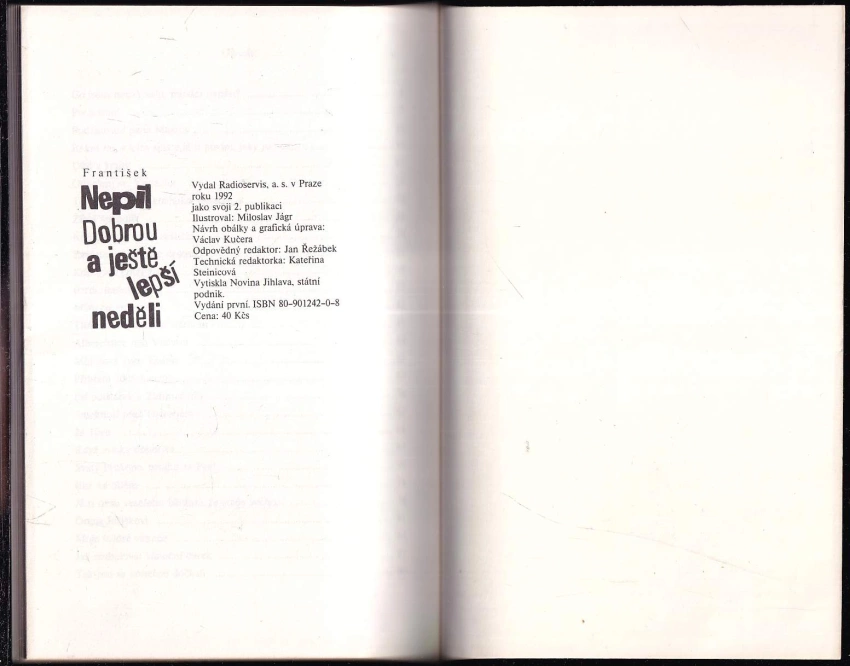 František
Nepil
Dobrou
a ještě
lepší
neděli
Vydal Radioservis, a. s. v Praze
roku 1992
jako svoji 2. publikaci
Ilustroval: Miloslav Jágr
Návrh obálky a grafická úprava:
Václav Kučera
Odpovědný redaktor: Jan Řežábek
Technická redaktorka: Kateřina
Steinicová
Vytiskla Novina Jihlava, státní
podnik.
Vydání první. ISBN 80-901242-0-8
Cena: 40 Kčs